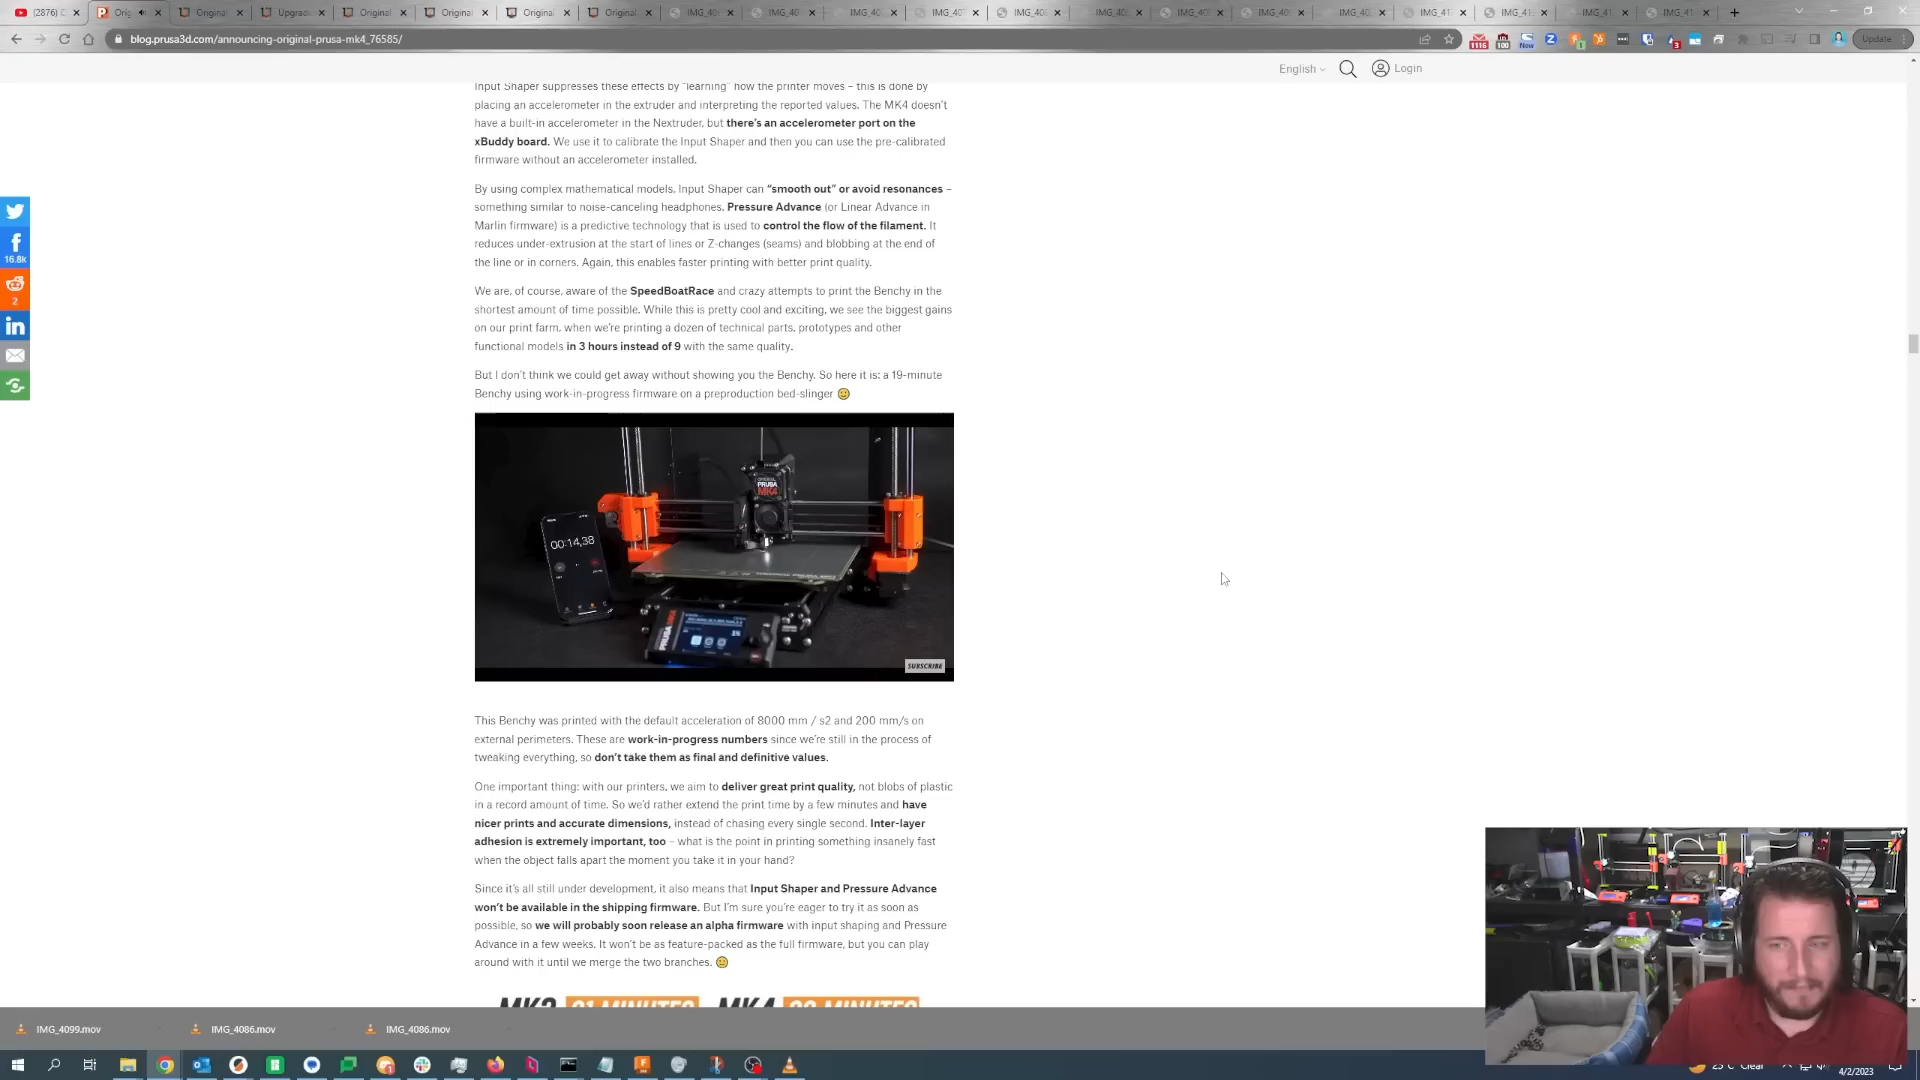 (2876) C
Orig
Original
Upgrad
Original
Original
Original
Original
blog.prusa3d.com/announcing-original-prusa-mk4_76585/
1116
100
New
1
3
Update
English
Login
Input Shaper suppresses these effects by "learning" how the printer moves – this is done by
placing an accelerometer in the extruder and interpreting the reported values. The MK4 doesn't
have a built-in accelerometer in the Nextruder, but there's an accelerometer port on the
xBuddy board. We use it to calibrate the Input Shaper and then you can use the pre-calibrated
firmware without an accelerometer installed.
By using complex mathematical models, Input Shaper can "smooth out" or avoid resonances –
something similar to noise-canceling headphones. Pressure Advance (or Linear Advance in
Marlin firmware) is a predictive technology that is used to control the flow of the filament. It
reduces under-extrusion at the start of lines or Z-changes (seams) and blobbing at the end of
the line or in corners. Again, this enables faster printing with better print quality.
We are, of course, aware of the SpeedBoatRace and crazy attempts to print the Benchy in the
shortest amount of time possible. While this is pretty cool and exciting, we see the biggest gains
on our print farm, when we're printing a dozen of technical parts, prototypes and other
functional models in 3 hours instead of 9 with the same quality.
But I don't think we could get away without showing you the Benchy. So here it is: a 19-minute
Benchy using work-in-progress firmware on a preproduction bed-slinger
16.8k
2
ORIGINAL
PRUSA
MK4
00:14,38
PRUSA MK4
SUBSCRIBE
This Benchy was printed with the default acceleration of 8000 mm / s2 and 200 mm/s on
external perimeters. These are work-in-progress numbers since we're still in the process of
tweaking everything, so don't take them as final and definitive values.
One important thing: with our printers, we aim to deliver great print quality, not blobs of plastic
in a record amount of time. So we'd rather extend the print time by a few minutes and have
nicer prints and accurate dimensions, instead of chasing every single second. Inter-layer
adhesion is extremely important, too – what is the point in printing something insanely fast
when the object falls apart the moment you take it in your hand?
Since it's all still under development, it also means that Input Shaper and Pressure Advance
won't be available in the shipping firmware. But I'm sure you're eager to try it as soon as
possible, so we will probably soon release an alpha firmware with input shaping and Pressure
Advance in a few weeks. It won't be as feature-packed as the full firmware, but you can play
around with it until we merge the two branches.
IMG_4099.mov
IMG_4086.mov
IMG_4086.mov
Clear
4/2/2023